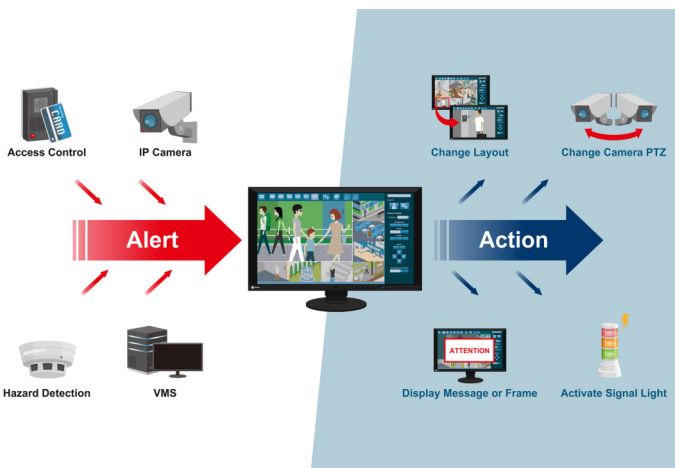 CARD
Access Control
IP Camera
Change Layout
Change Camera PTZ
Alert
Action
ATTENTION
Hazard Detection
VMS
Display Message or Frame
Activate Signal Light